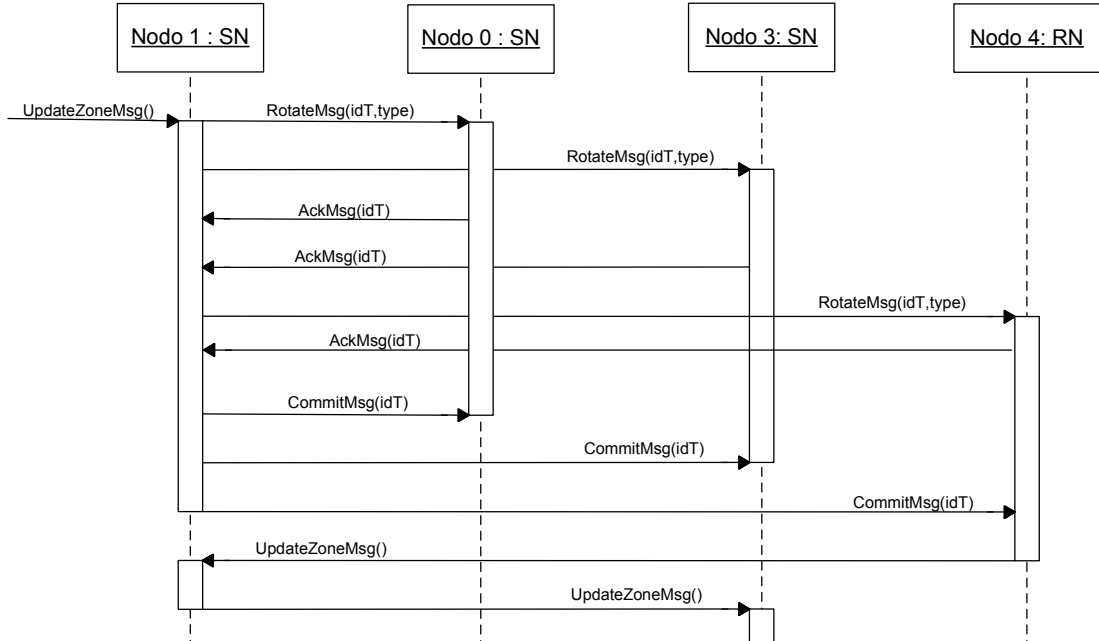 Nodo 1 : SN
Nodo 0 : SN
Nodo 3: SN
Nodo 4: RN
UpdateZoneMsg()
RotateMsg(idT,type)
RotateMsg(idT,type)
AckMsg(idT)
AckMsg(idT)
RotateMsg(idT,type)
AckMsg(idT)
CommitMsg(idT)
CommitMsg(idT)
CommitMsg(idT)
UpdateZoneMsg()
UpdateZoneMsg()